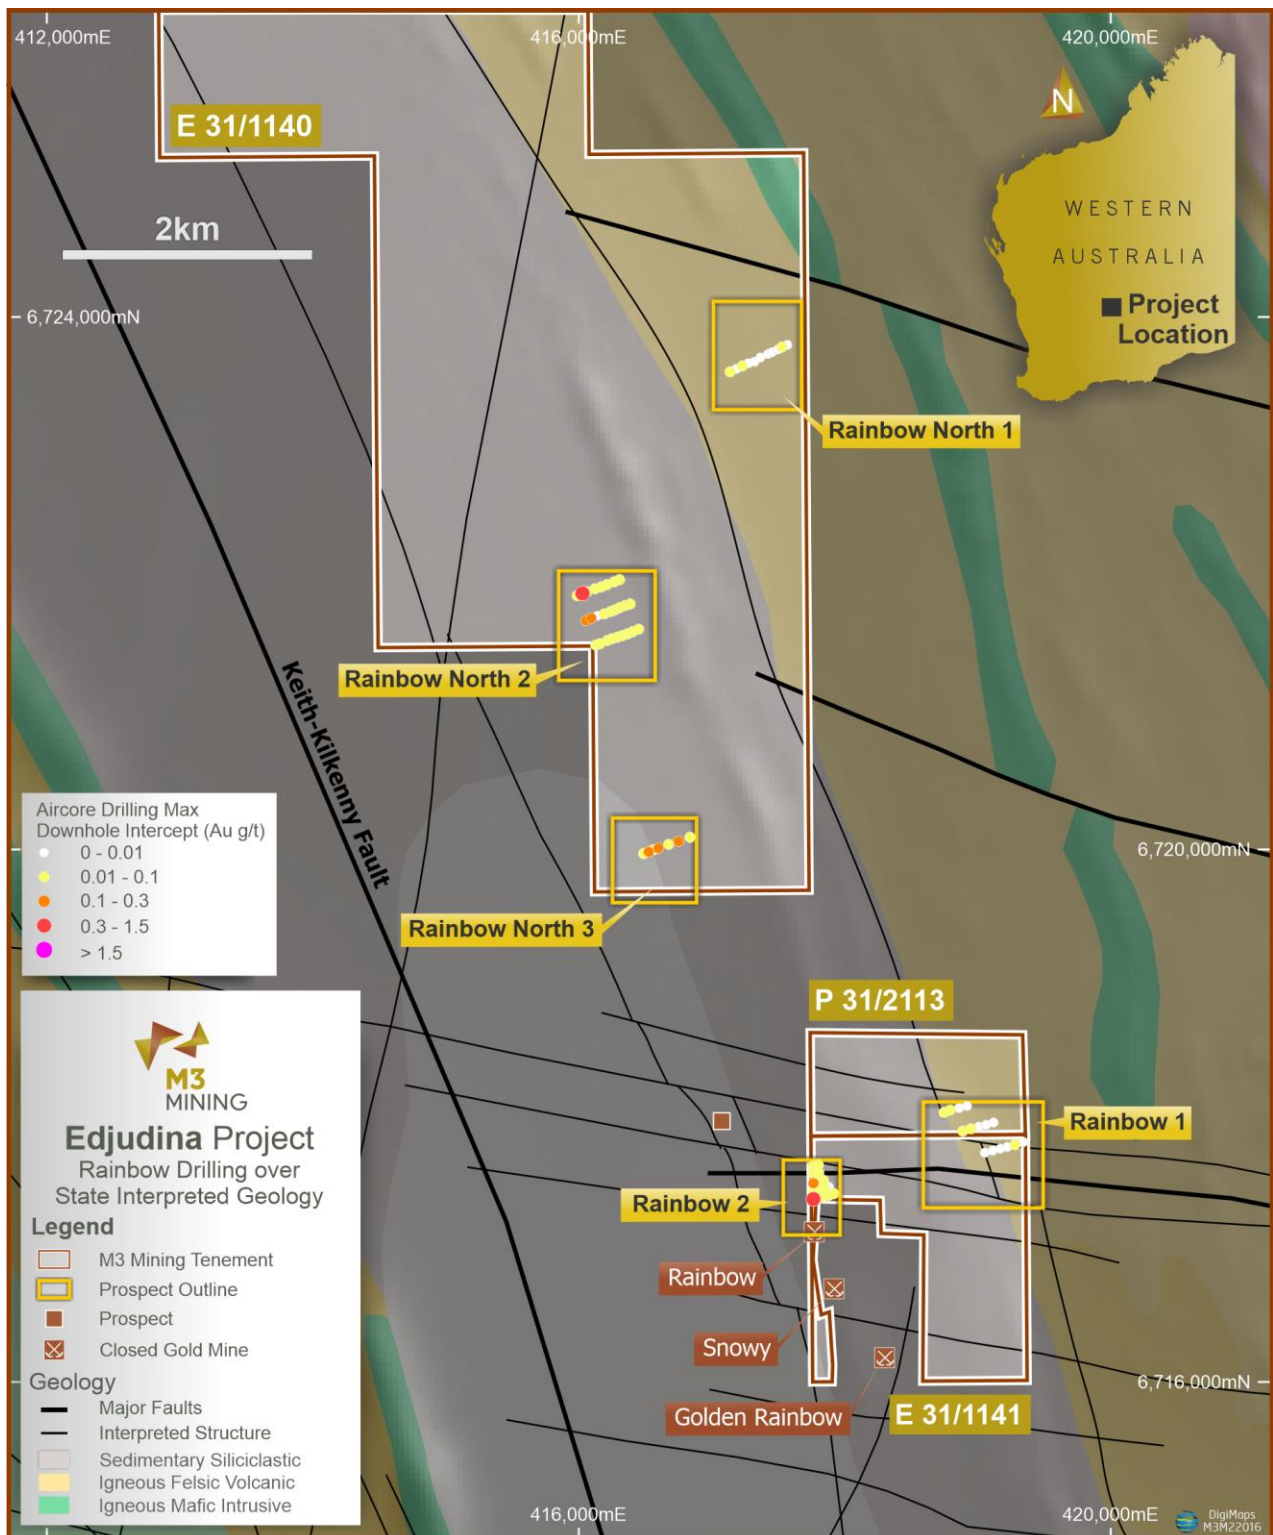 412,000mE
416,000mE
420,000mE
E 31/1140
N
2km
WESTERN
AUSTRALIA
Project
Location
6,724,000mN
Rainbow North 1
Rainbow North 2
Keith-Kilkenny Fault
Aircore Drilling Max
Downhole Intercept (Au g/t)
0 - 0.01
0.01 - 0.1
0.1 - 0.3
0.3 - 1.5
> 1.5
6,720,000mN
Rainbow North 3
P 31/2113
M3
MINING
Edjudina Project
Rainbow Drilling over
State Interpreted Geology
Rainbow 1
Rainbow 2
Rainbow
Snowy
Golden Rainbow
E 31/1141
6,716,000mN
Legend
M3 Mining Tenement
Prospect Outline
Prospect
Closed Gold Mine
Geology
Major Faults
Interpreted Structure
Sedimentary Siliciclastic
Igneous Felsic Volcanic
Igneous Mafic Intrusive
416,000mE
420,000mE
DigiMaps
M3M22016